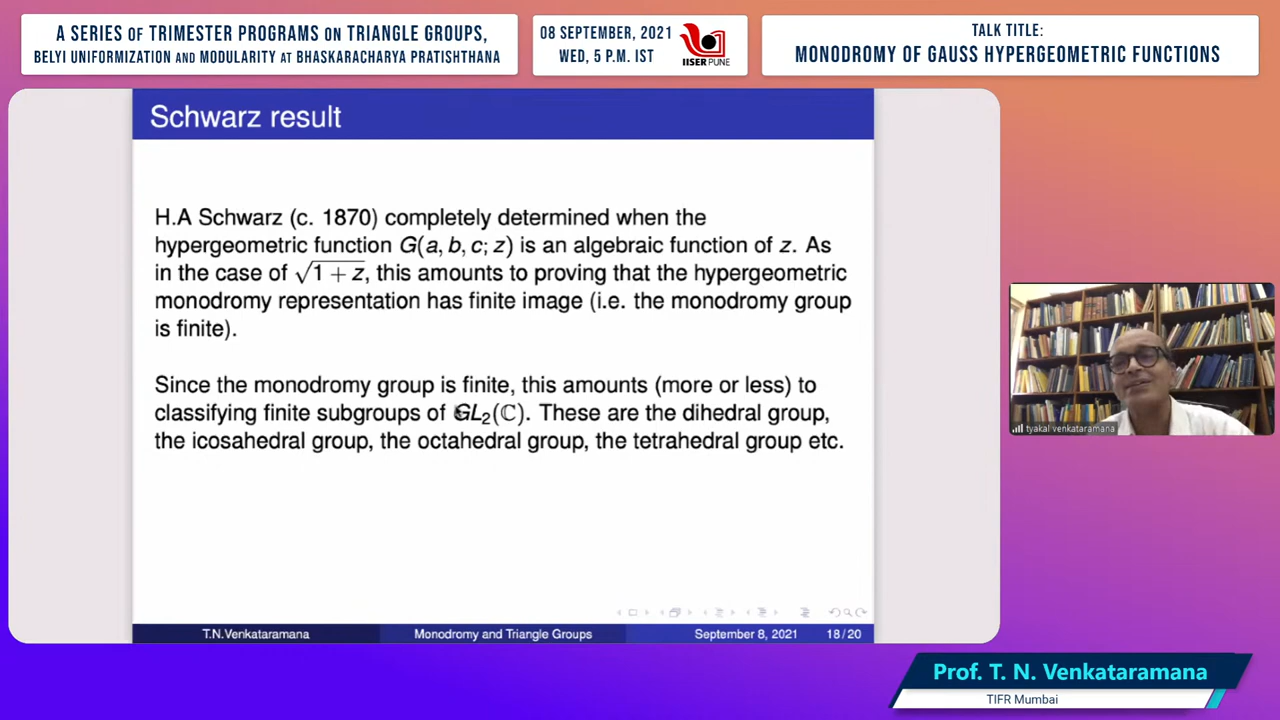 A SERIES OF TRIMESTER PROGRAMS ON TRIANGLE GROUPS,
BELYI UNIFORMIZATION AND MODULARITY AT BHASKARACHARYA PRATISHTHANA
08 SEPTEMBER, 2021
WED, 5 P.M. IST
IISER PUNE
TALK TITLE:
MONODROMY OF GAUSS HYPERGEOMETRIC FUNCTIONS
Schwarz result
H.A Schwarz (c. 1870) completely determined when the
hypergeometric function G(a, b, c; z) is an algebraic function of z. As
in the case of √1 + z, this amounts to proving that the hypergeometric
monodromy representation has finite image (i.e. the monodromy group
is finite).
Since the monodromy group is finite, this amounts (more or less) to
classifying finite subgroups of GL₂(ℂ). These are the dihedral group,
the icosahedral group, the octahedral group, the tetrahedral group etc.
tyakal venkataramana
T.N.Venkataramana
Monodromy and Triangle Groups
September 8, 2021
18/20
Prof. T. N. Venkataramana
TIFR Mumbai